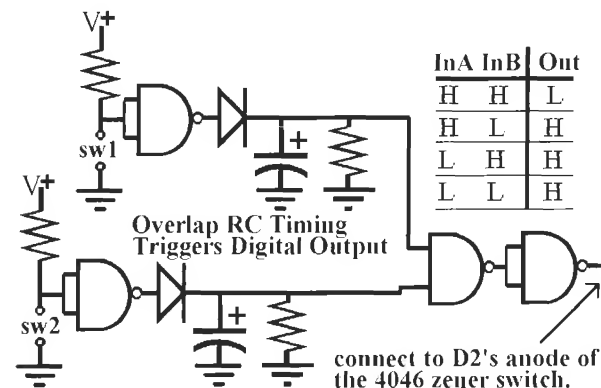 V+
InA InB Out
H H L
H L H
L H H
L L H
+
sw1
V+
Overlap RC Timing
Triggers Digital Output
+
sw2
connect to D2's anode of
the 4046 zener switch.